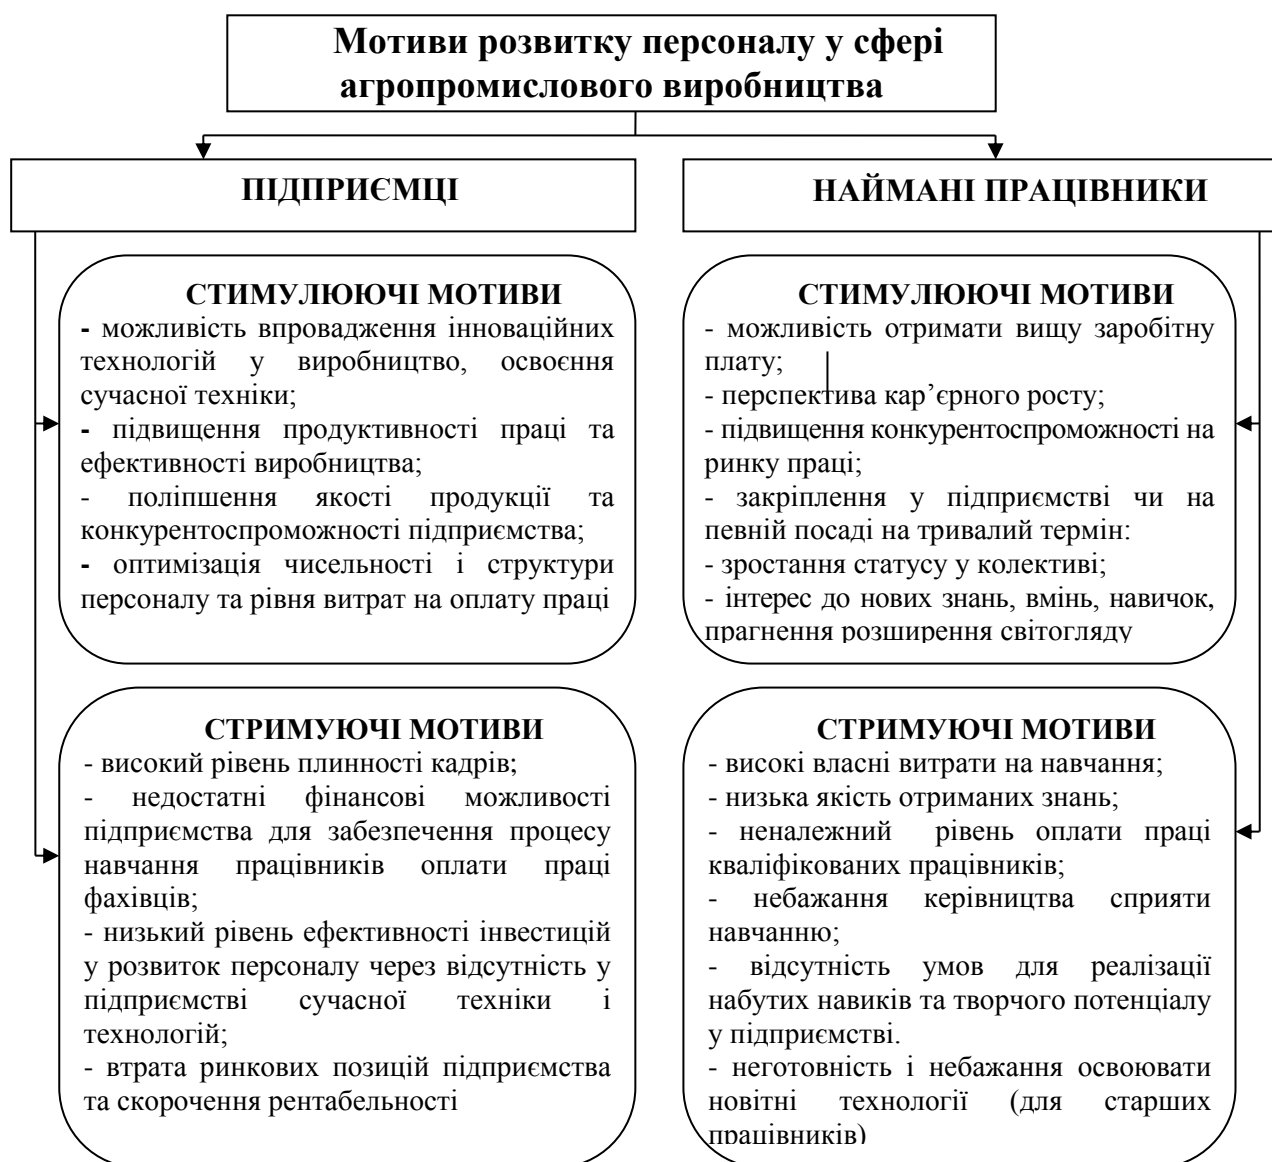 Мотиви розвитку персоналу у сфері
агропромислового виробництва
ПІДПРИЄМЦІ
НАЙМАНІ ПРАЦІВНИКИ
СТИМУЛЮЮЧІ МОТИВИ
- можливість впровадження інноваційних
технологій у виробництво, освоєння
сучасної техніки;
- підвищення продуктивності праці та
ефективності виробництва;
- поліпшення якості продукції та
конкурентоспроможності підприємства;
- оптимізація чисельності і структури
персоналу та рівня витрат на оплату праці
СТИМУЛЮЮЧІ МОТИВИ
- можливість отримати вищу заробітну
плату;
- перспектива кар’єрного росту;
- підвищення конкурентоспроможності на
ринку праці;
- закріплення у підприємстві чи на
певній посаді на тривалий термін:
- зростання статусу у колективі;
- інтерес до нових знань, вмінь, навичок,
прагнення розширення світогляду
СТРИМУЮЧІ МОТИВИ
- високий рівень плинності кадрів;
- недостатні фінансові можливості
підприємства для забезпечення процесу
навчання працівників оплати праці
фахівців;
- низький рівень ефективності інвестицій
у розвиток персоналу через відсутність у
підприємстві сучасної техніки і
технологій;
- втрата ринкових позицій підприємства
та скорочення рентабельності
СТРИМУЮЧІ МОТИВИ
- високі власні витрати на навчання;
- низька якість отриманих знань;
- неналежний рівень оплати праці
кваліфікованих працівників;
- небажання керівництва сприяти
навчанню;
- відсутність умов для реалізації
набутих навиків та творчого потенціалу
у підприємстві.
- неготовність і небажання освоювати
новітні технології (для старших
працівників)